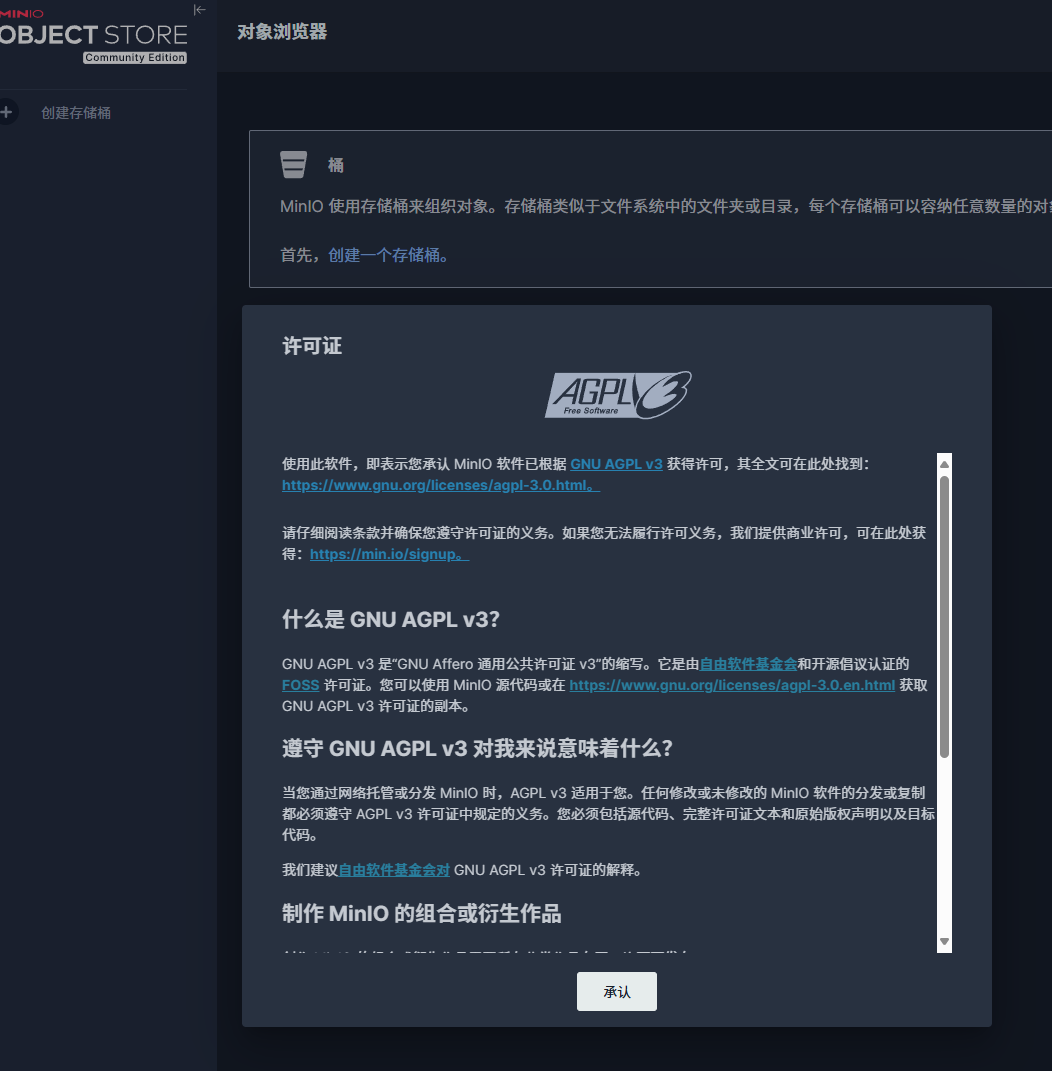 MINIO
OBJECT STORE
Community Edition
创建存储桶
对象浏览器
桶
MinIO 使用存储桶来组织对象。存储桶类似于文件系统中的文件夹或目录，每个存储桶可以容纳任意数量的对
首先，创建一个存储桶。
许可证
AGPL v3
Free Software
使用此软件，即表示您承认 MinIO 软件已根据 GNU AGPL v3 获得许可，其全文可在此处找到：
https://www.gnu.org/licenses/agpl-3.0.html。
请仔细阅读条款并确保您遵守许可证的义务。如果您无法履行许可义务，我们提供商业许可，可在此处获
得：https://min.io/signup。
什么是 GNU AGPL v3？
GNU AGPL v3 是“GNU Affero 通用公共许可证 v3”的缩写。它是由自由软件基金会和开源倡议认证的
FOSS 许可证。您可以使用 MinIO 源代码或在 https://www.gnu.org/licenses/agpl-3.0.en.html 获取
GNU AGPL v3 许可证的副本。
遵守 GNU AGPL v3 对我来说意味着什么？
当您通过网络托管或分发 MinIO 时，AGPL v3 适用于您。任何修改或未修改的 MinIO 软件的分发或复制
都必须遵守 AGPL v3 许可证中规定的义务。您必须包括源代码、完整许可证文本和原始版权声明以及目标
代码。
我们建议自由软件基金会对 GNU AGPL v3 许可证的解释。
制作 MinIO 的组合或衍生作品
承认